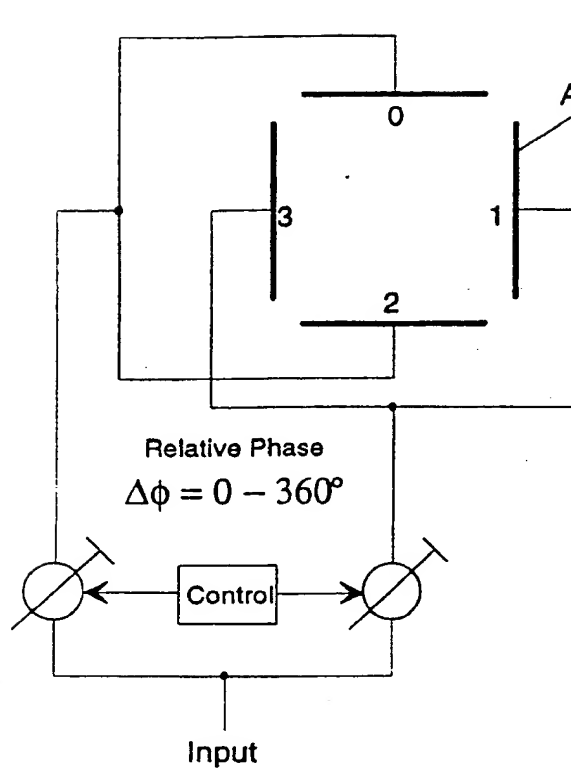 A
0
3
1
2
Relative Phase
Δϕ = 0 – 360°
Control
Input